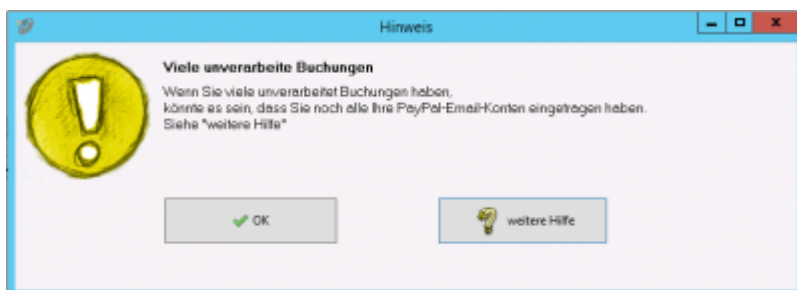 Hinweis
Viele unverarbeite Buchungen
Wenn Sie viele unverarbeitet Buchungen haben,
könnte es sein, dass Sie noch alle Ihre PayPal-Email-Konten eingetragen haben.
Siehe "weitere Hilfe"
OK
weitere Hilfe